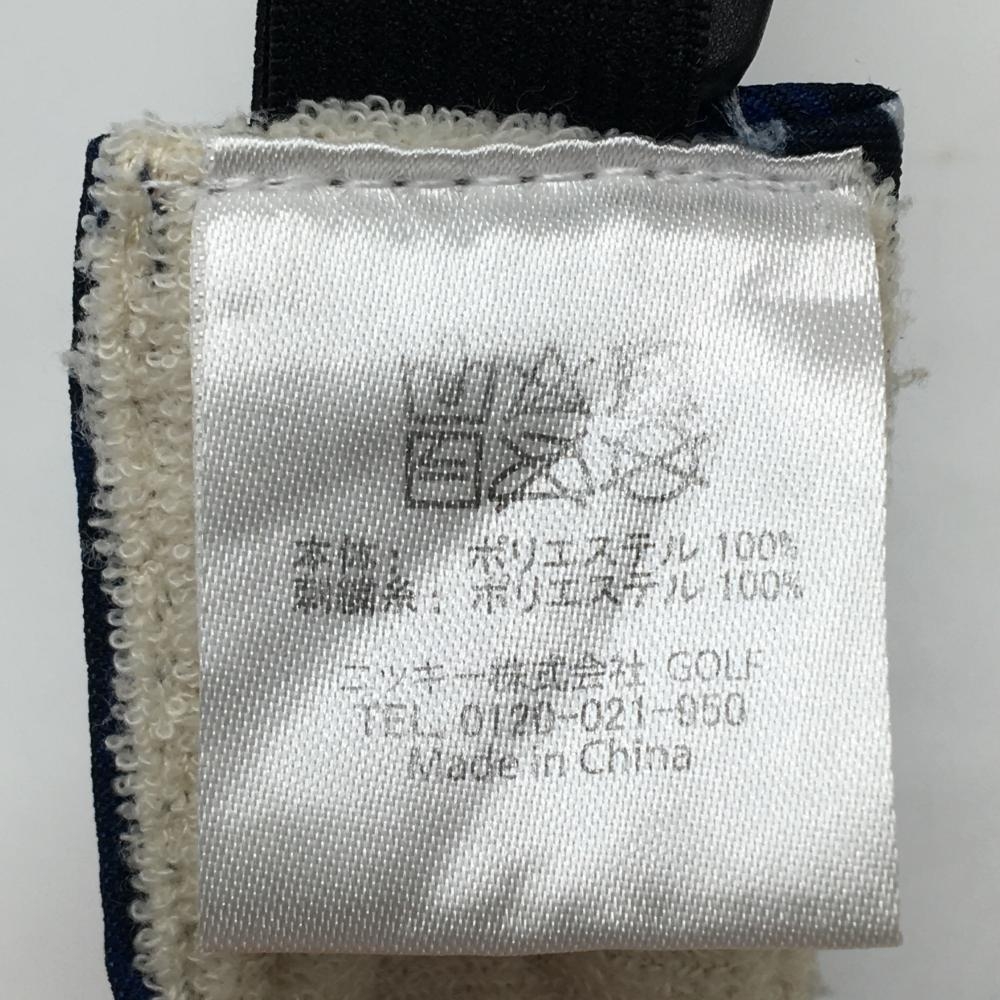 本体： ポリエステル 100%
刺繍糸： ポリエステル 100%
ニッキー株式会社 GOLF
TEL. 0120-021-950
Made in China